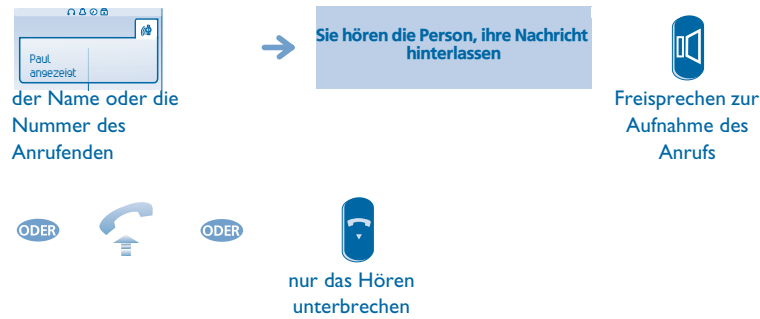 Paul
angezeigt
der Name oder die
Nummer des
Anrufenden
Sie hören die Person, ihre Nachricht
hinterlassen
Freisprechen zur
Aufnahme des
Anrufs
ODER
ODER
nur das Hören
unterbrechen